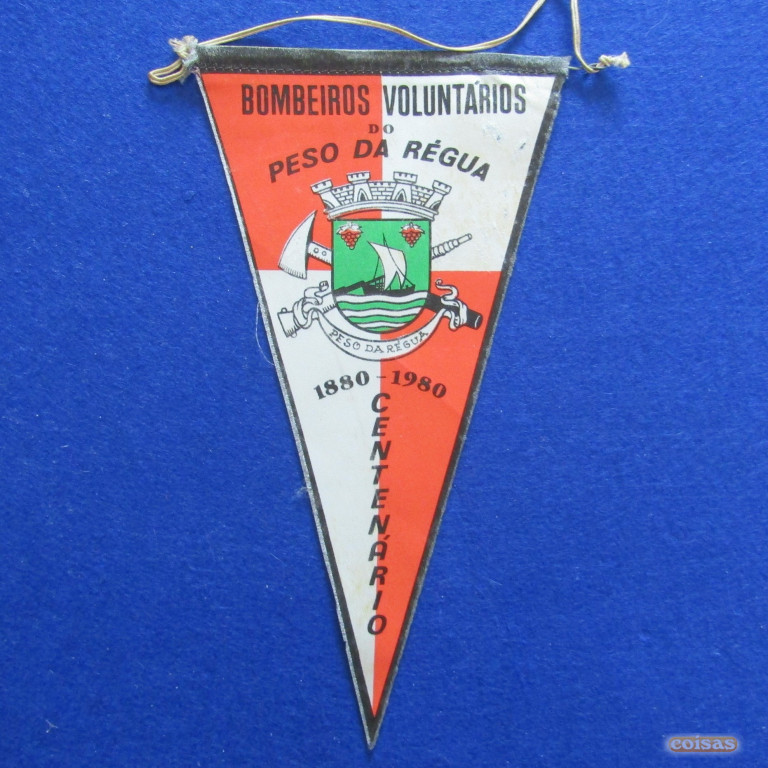 BOMBEIROS VOLUNTÁRIOS
DO
PESO DA RÉGUA
PESO DA RÉGUA
1880 - 1980
CENTENÁRIO
coisas